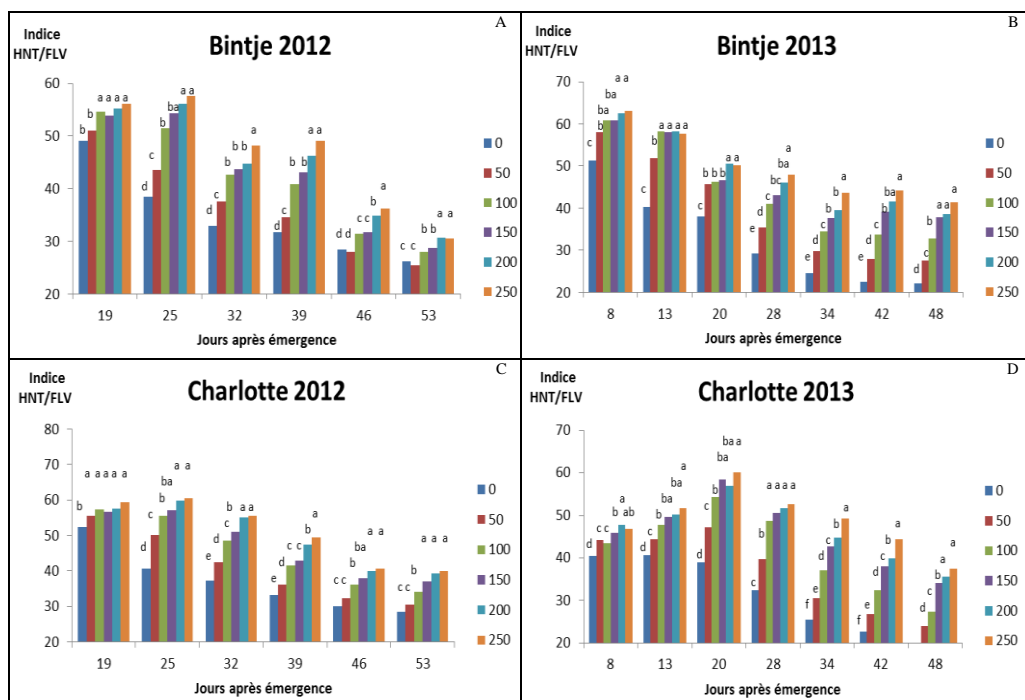 A
Indice
HNT/FLV
Bintje 2012
60
50
40
30
20
b b a a a a
d c b ba a a
d c b b b a
d c b b a a
d d c c b a
c c b b a a
19 25 32 39 46 53
Jours après émergence
0
50
100
150
200
250
B
Indice
HNT/FLV
Bintje 2013
70
60
50
40
30
20
c b ba ba a a
c b a a a a
c b b b a a
e d c bc ba a
e d c b b a
e d c b ba a
d c b a a a
8 13 20 28 34 42 48
Jours après émergence
0
50
100
150
200
250
C
Indice
HNT/FLV
Charlotte 2012
80
70
60
50
40
30
20
b a a a a a
d c b ba a a
e d c b a a
e d c c b a
c c b ba a a
c c b a a a
19 25 32 39 46 53
Jours après émergence
0
50
100
150
200
250
D
Indice
HNT/FLV
Charlotte 2013
70
60
50
40
30
20
d c c b a ab
d c b ba ba a
d c b ba ba a
c b a a a a
f e d c b a
f e d c b a
d c b a a
8 13 20 28 34 42 48
Jours après émergence
0
50
100
150
200
250